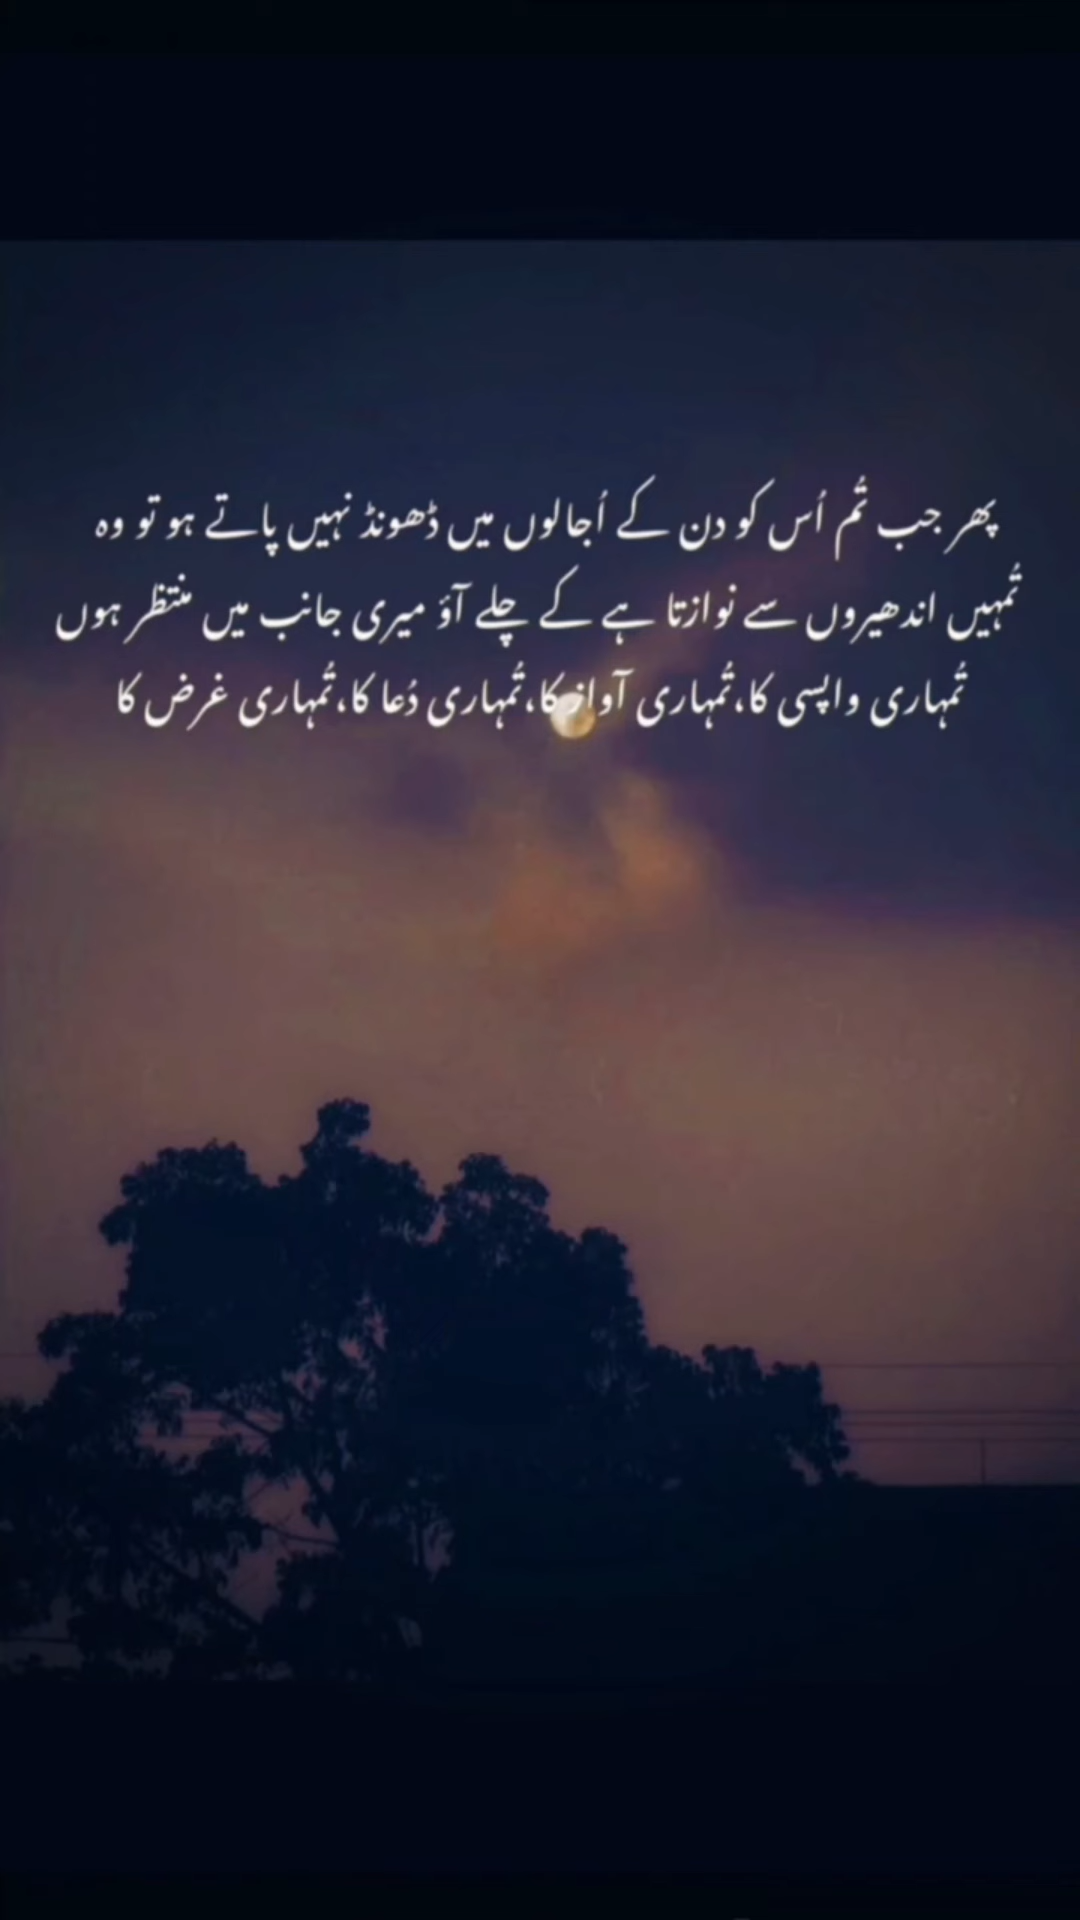 پھر جب تُم اُس کو دن کے اُجالوں میں ڈھونڈ نہیں پاتے ہو تو وہ
تُمہیں اندھیروں سے نوازتا ہے کے چلے آؤ میری جانب میں منتظر ہوں
تُمہاری واپسی کا،تُمہاری آواز کا،تُمہاری دُعا کا،تُمہاری غرض کا